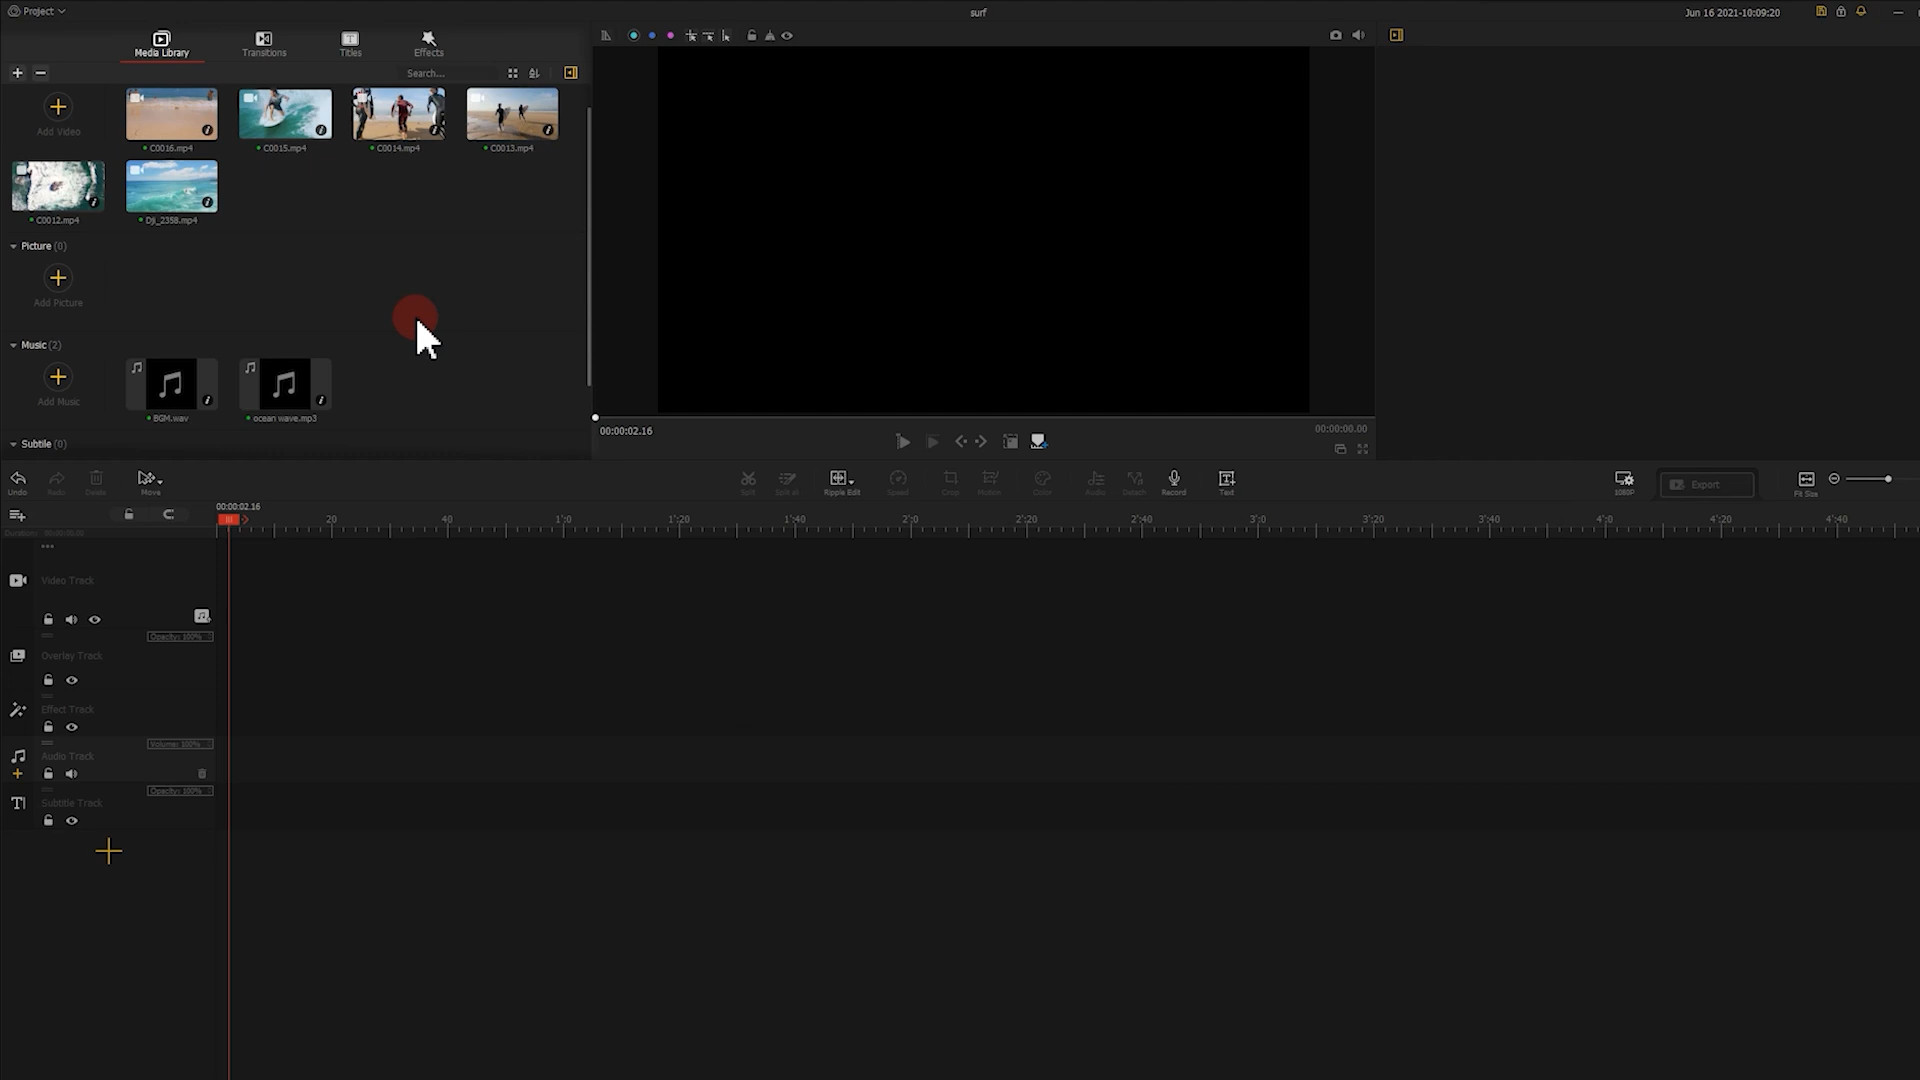 Project
surf
Jun 16 2021-10:09:20
Media Library
Transitions
Titles
Effects
Search...
Add Video
C0016.mp4
C0015.mp4
C0014.mp4
C0013.mp4
C0012.mp4
Dji_2358.mp4
Picture (0)
Add Picture
Music (2)
Add Music
BGM.wav
ocean wave.mp3
Subtile (0)
00:00:02.16
00:00:00.00
Undo
Redo
Delete
Move
Split
Split all
Ripple Edit
Speed
Crop
Motion
Color
Audio
Detach
Record
Text
1080P
Export
Fit Size
00:00:02.16
20
40
1'0
1'20
1'40
2'0
2'20
2'40
3'0
3'20
3'40
4'0
4'20
4'40
Duration: 00:00:00.00
Video Track
Opacity: 100%
Overlay Track
Effect Track
Volume: 100%
Audio Track
Opacity: 100%
Subtitle Track